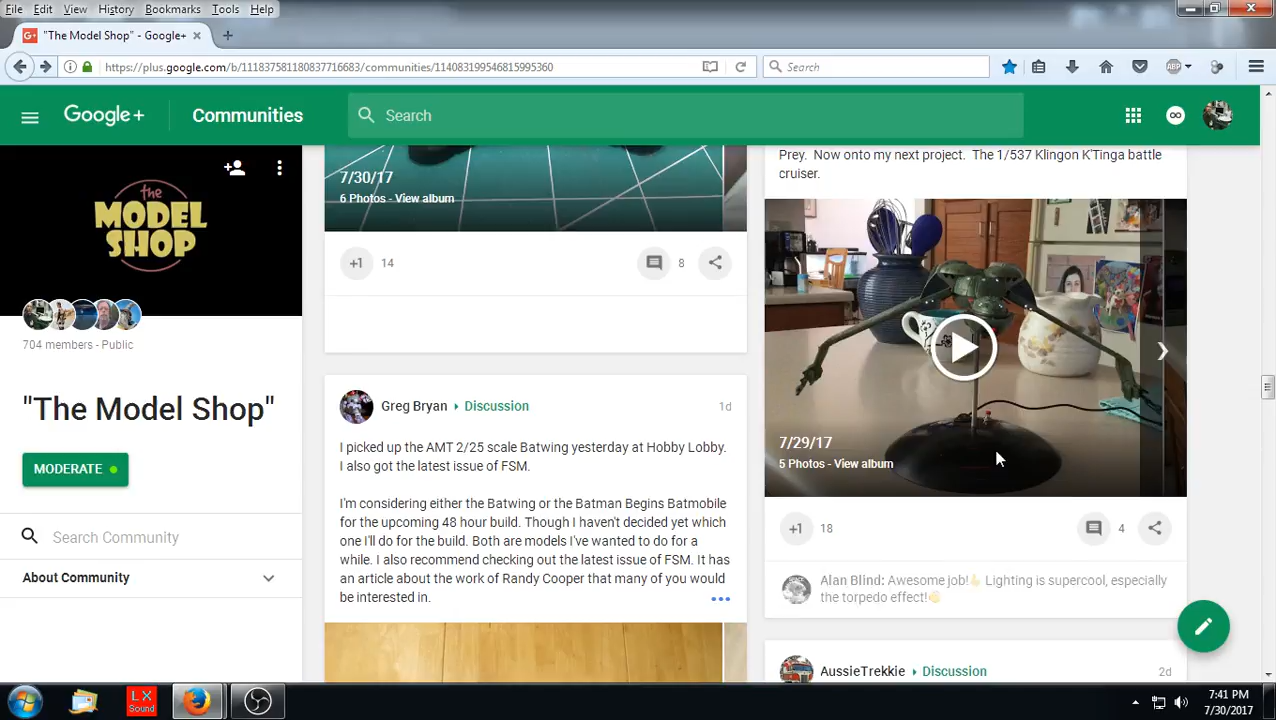 File Edit View History Bookmarks Tools Help
"The Model Shop" - Google+
https://plus.google.com/b/111837581180837716683/communities/114083199546815995360
Search
ABP
Google+
Communities
Search
the
MODEL
SHOP
704 members - Public
"The Model Shop"
MODERATE
Search Community
About Community
7/30/17
6 Photos - View album
+1 14
8
Greg Bryan Discussion 1d
I picked up the AMT 2/25 scale Batwing yesterday at Hobby Lobby.
I also got the latest issue of FSM.
I'm considering either the Batwing or the Batman Begins Batmobile
for the upcoming 48 hour build. Though I haven't decided yet which
one I'll do for the build. Both are models I've wanted to do for a
while. I also recommend checking out the latest issue of FSM. It has
an article about the work of Randy Cooper that many of you would
be interested in.
Prey. Now onto my next project. The 1/537 Klingon K'Tinga battle
cruiser.
7/29/17
5 Photos - View album
+1 18
4
Alan Blind: Awesome job! Lighting is supercool, especially
the torpedo effect!
AussieTrekkie Discussion 2d
LX
Sound
7:41 PM
7/30/2017